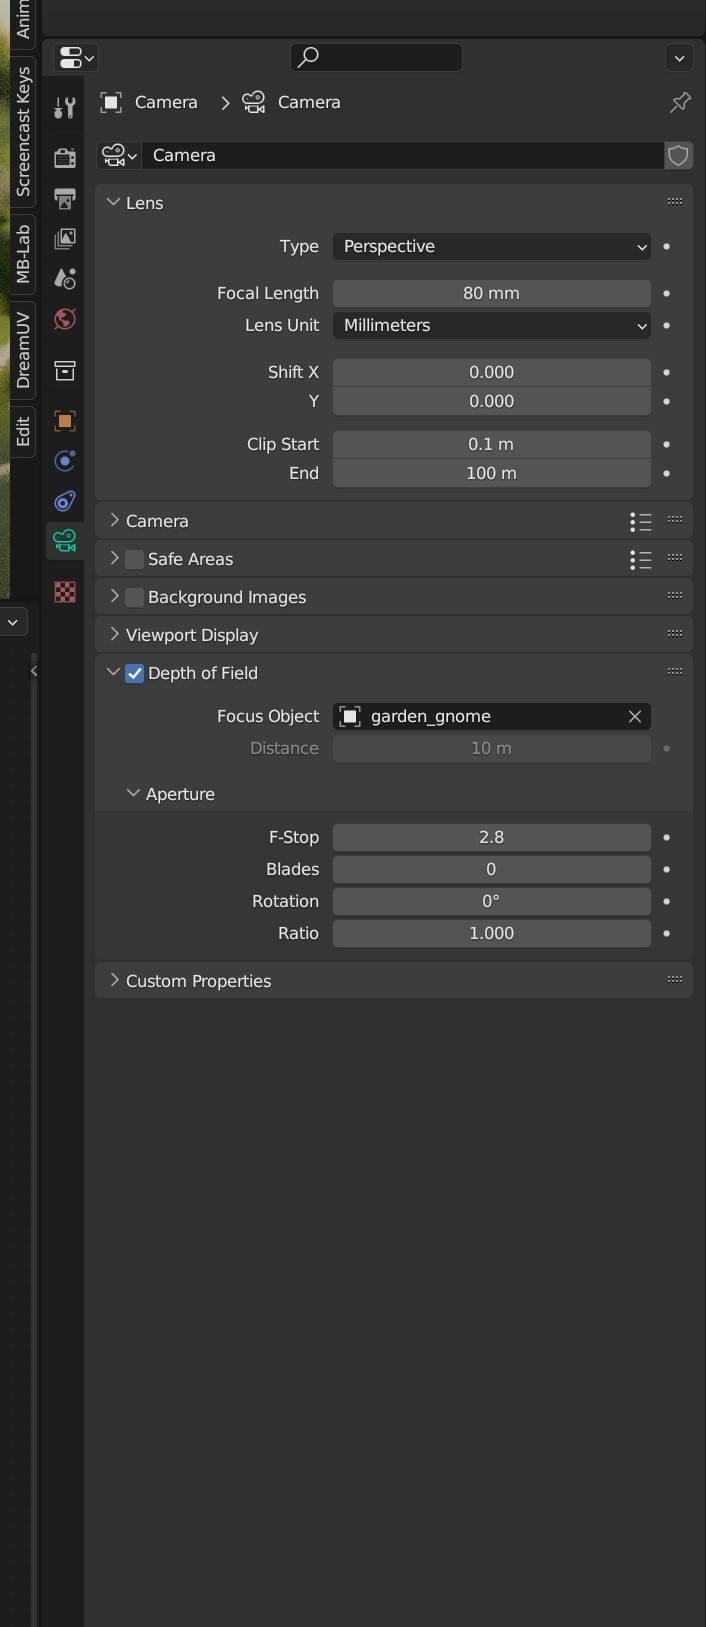 Anim
Screencast Keys
MB-Lab
DreamUV
Edit
Camera > Camera
Camera
Lens
Type Perspective
Focal Length 80 mm
Lens Unit Millimeters
Shift X 0.000
Y 0.000
Clip Start 0.1 m
End 100 m
Camera
Safe Areas
Background Images
Viewport Display
Depth of Field
Focus Object garden_gnome
Distance 10 m
Aperture
F-Stop 2.8
Blades 0
Rotation 0°
Ratio 1.000
Custom Properties